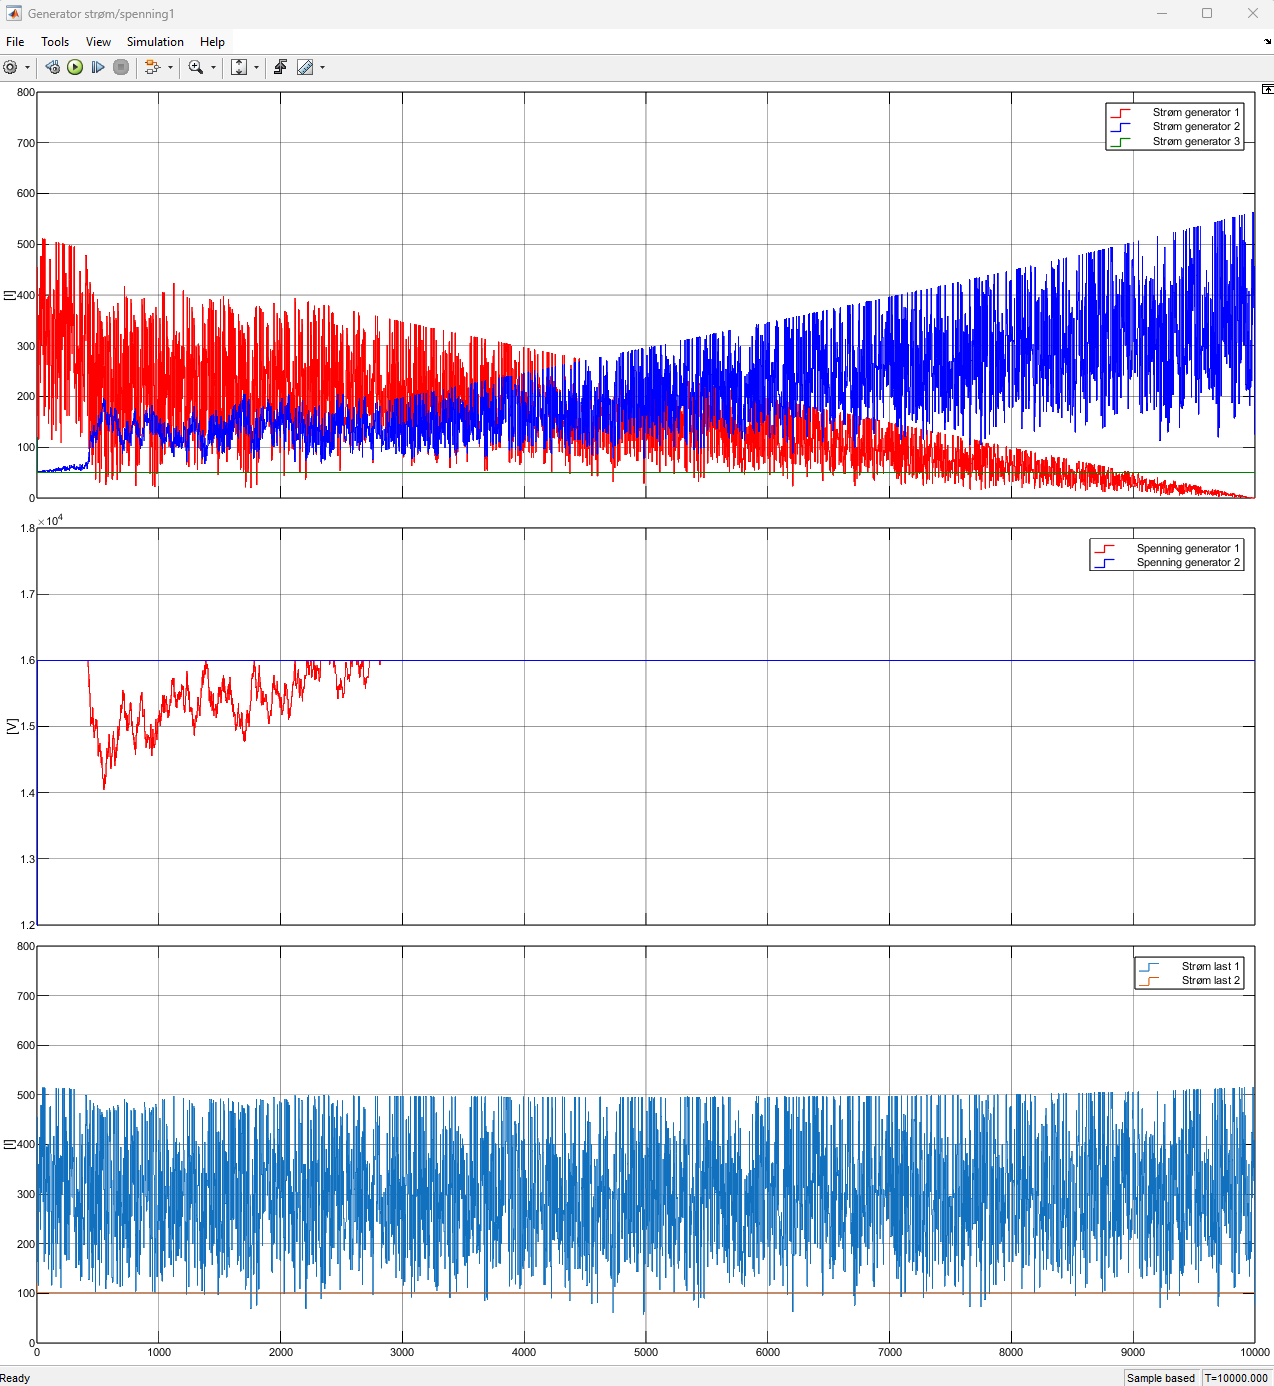 Generator strøm/spenning1
File Tools View Simulation Help
800
700
600
500
400
300
200
100
0
[I]
Strøm generator 1
Strøm generator 2
Strøm generator 3
×10^4
1.8
1.7
1.6
1.5
1.4
1.3
1.2
[V]
Spenning generator 1
Spenning generator 2
800
700
600
500
400
300
200
100
0
[I]
Strøm last 1
Strøm last 2
0 1000 2000 3000 4000 5000 6000 7000 8000 9000 10000
Ready Sample based T=10000.000